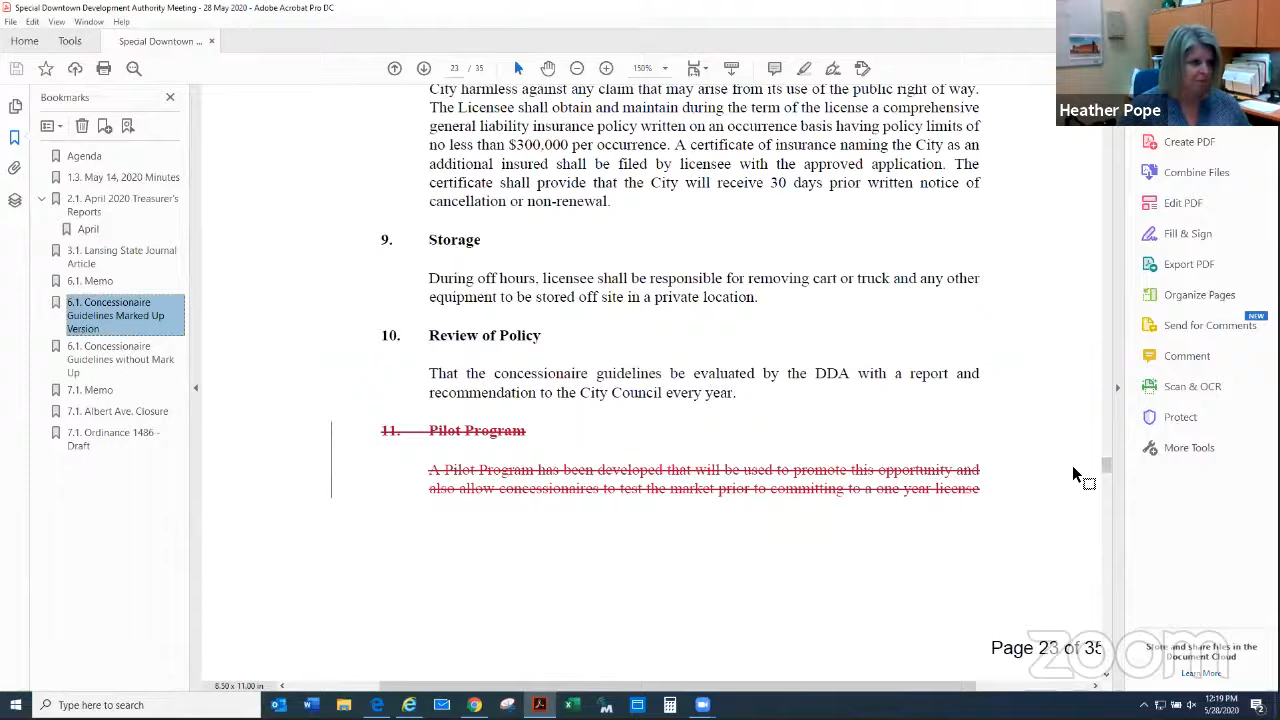 Special Downtown Development Authority Meeting - 28 May 2020 - Adobe Acrobat Pro DC
File Edit View Window Help
Home Tools Special Downtown ... ×
23 / 35 150%
Heather Pope
Bookmarks
Agenda
1.3. May 14, 2020 Minutes
2.1. April 2020 Treasurer's
Reports
April
3.1. Lansing State Journal
Article
6.1. Memo
6.1. Concessionaire
Guidelines Marked Up
Version
6.1. Concessionaire
Guidelines without Mark
Up
7.1. Memo
7.1. Albert Ave. Closure
7.1. Ordinance 1486 -
Draft
City harmless against any claim that may arise from its use of the public right of way.
The Licensee shall obtain and maintain during the term of the license a comprehensive
general liability insurance policy written on an occurrence basis having policy limits of
no less than $300,000 per occurrence. A certificate of insurance naming the City as an
additional insured shall be filed by licensee with the approved application. The
certificate shall provide that the City will receive 30 days prior written notice of
cancellation or non-renewal.
9. Storage
During off hours, licensee shall be responsible for removing cart or truck and any other
equipment to be stored off site in a private location.
10. Review of Policy
That the concessionaire guidelines be evaluated by the DDA with a report and
recommendation to the City Council every year.
11. Pilot Program
A Pilot Program has been developed that will be used to promote this opportunity and
also allow concessionaires to test the market prior to committing to a one year license
Page 23 of 35
8.50 x 11.00 in
Create PDF
Combine Files
Edit PDF
Fill & Sign
Export PDF
Organize Pages
NEW
Send for Comments
Comment
Scan & OCR
Protect
More Tools
Store and share files in the
Document Cloud
Learn More
zoom
Type here to search
12:19 PM
5/28/2020
2